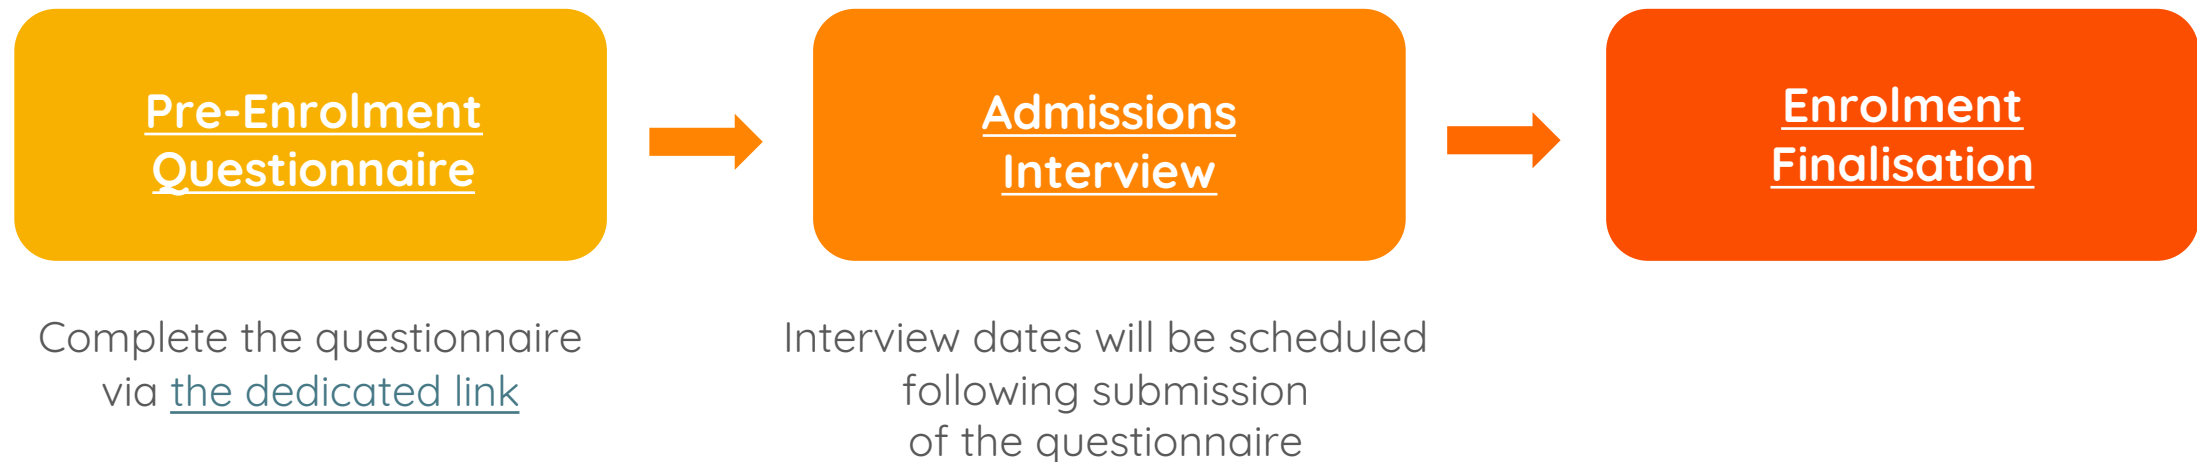 Pre-Enrolment
Questionnaire
Admissions
Interview
Enrolment
Finalisation
Complete the questionnaire
via the dedicated link
Interview dates will be scheduled
following submission
of the questionnaire